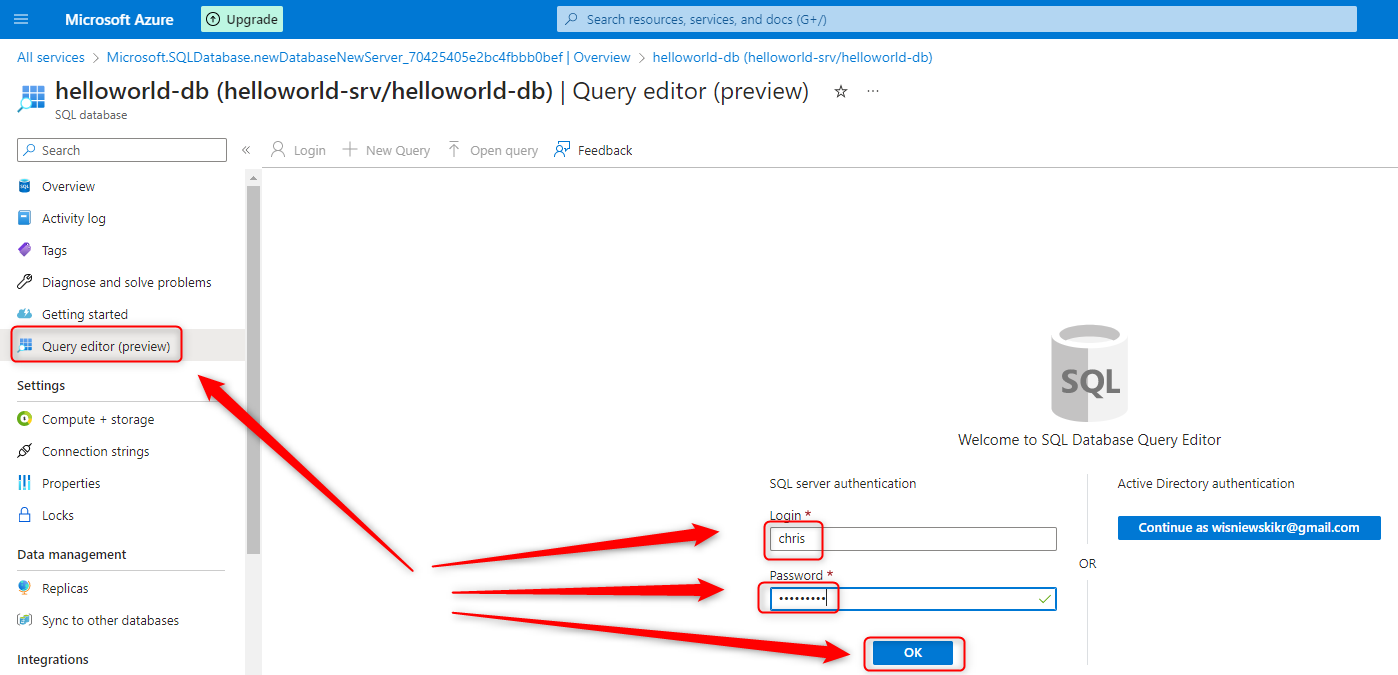 Microsoft Azure
Upgrade
Search resources, services, and docs (G+/)
All services > Microsoft.SQLDatabase.newDatabaseNewServer_70425405e2bc4fbbb0bef | Overview > helloworld-db (helloworld-srv/helloworld-db)
helloworld-db (helloworld-srv/helloworld-db) | Query editor (preview) ☆ ...
SQL database
Search
«
Login
New Query
Open query
Feedback
Overview
Activity log
Tags
Diagnose and solve problems
Getting started
Query editor (preview)
Settings
Compute + storage
Connection strings
Properties
Locks
Data management
Replicas
Sync to other databases
Integrations
SQL
Welcome to SQL Database Query Editor
SQL server authentication
Login *
chris
Password *
•••••••••
OK
OR
Active Directory authentication
Continue as wisniewskikr@gmail.com